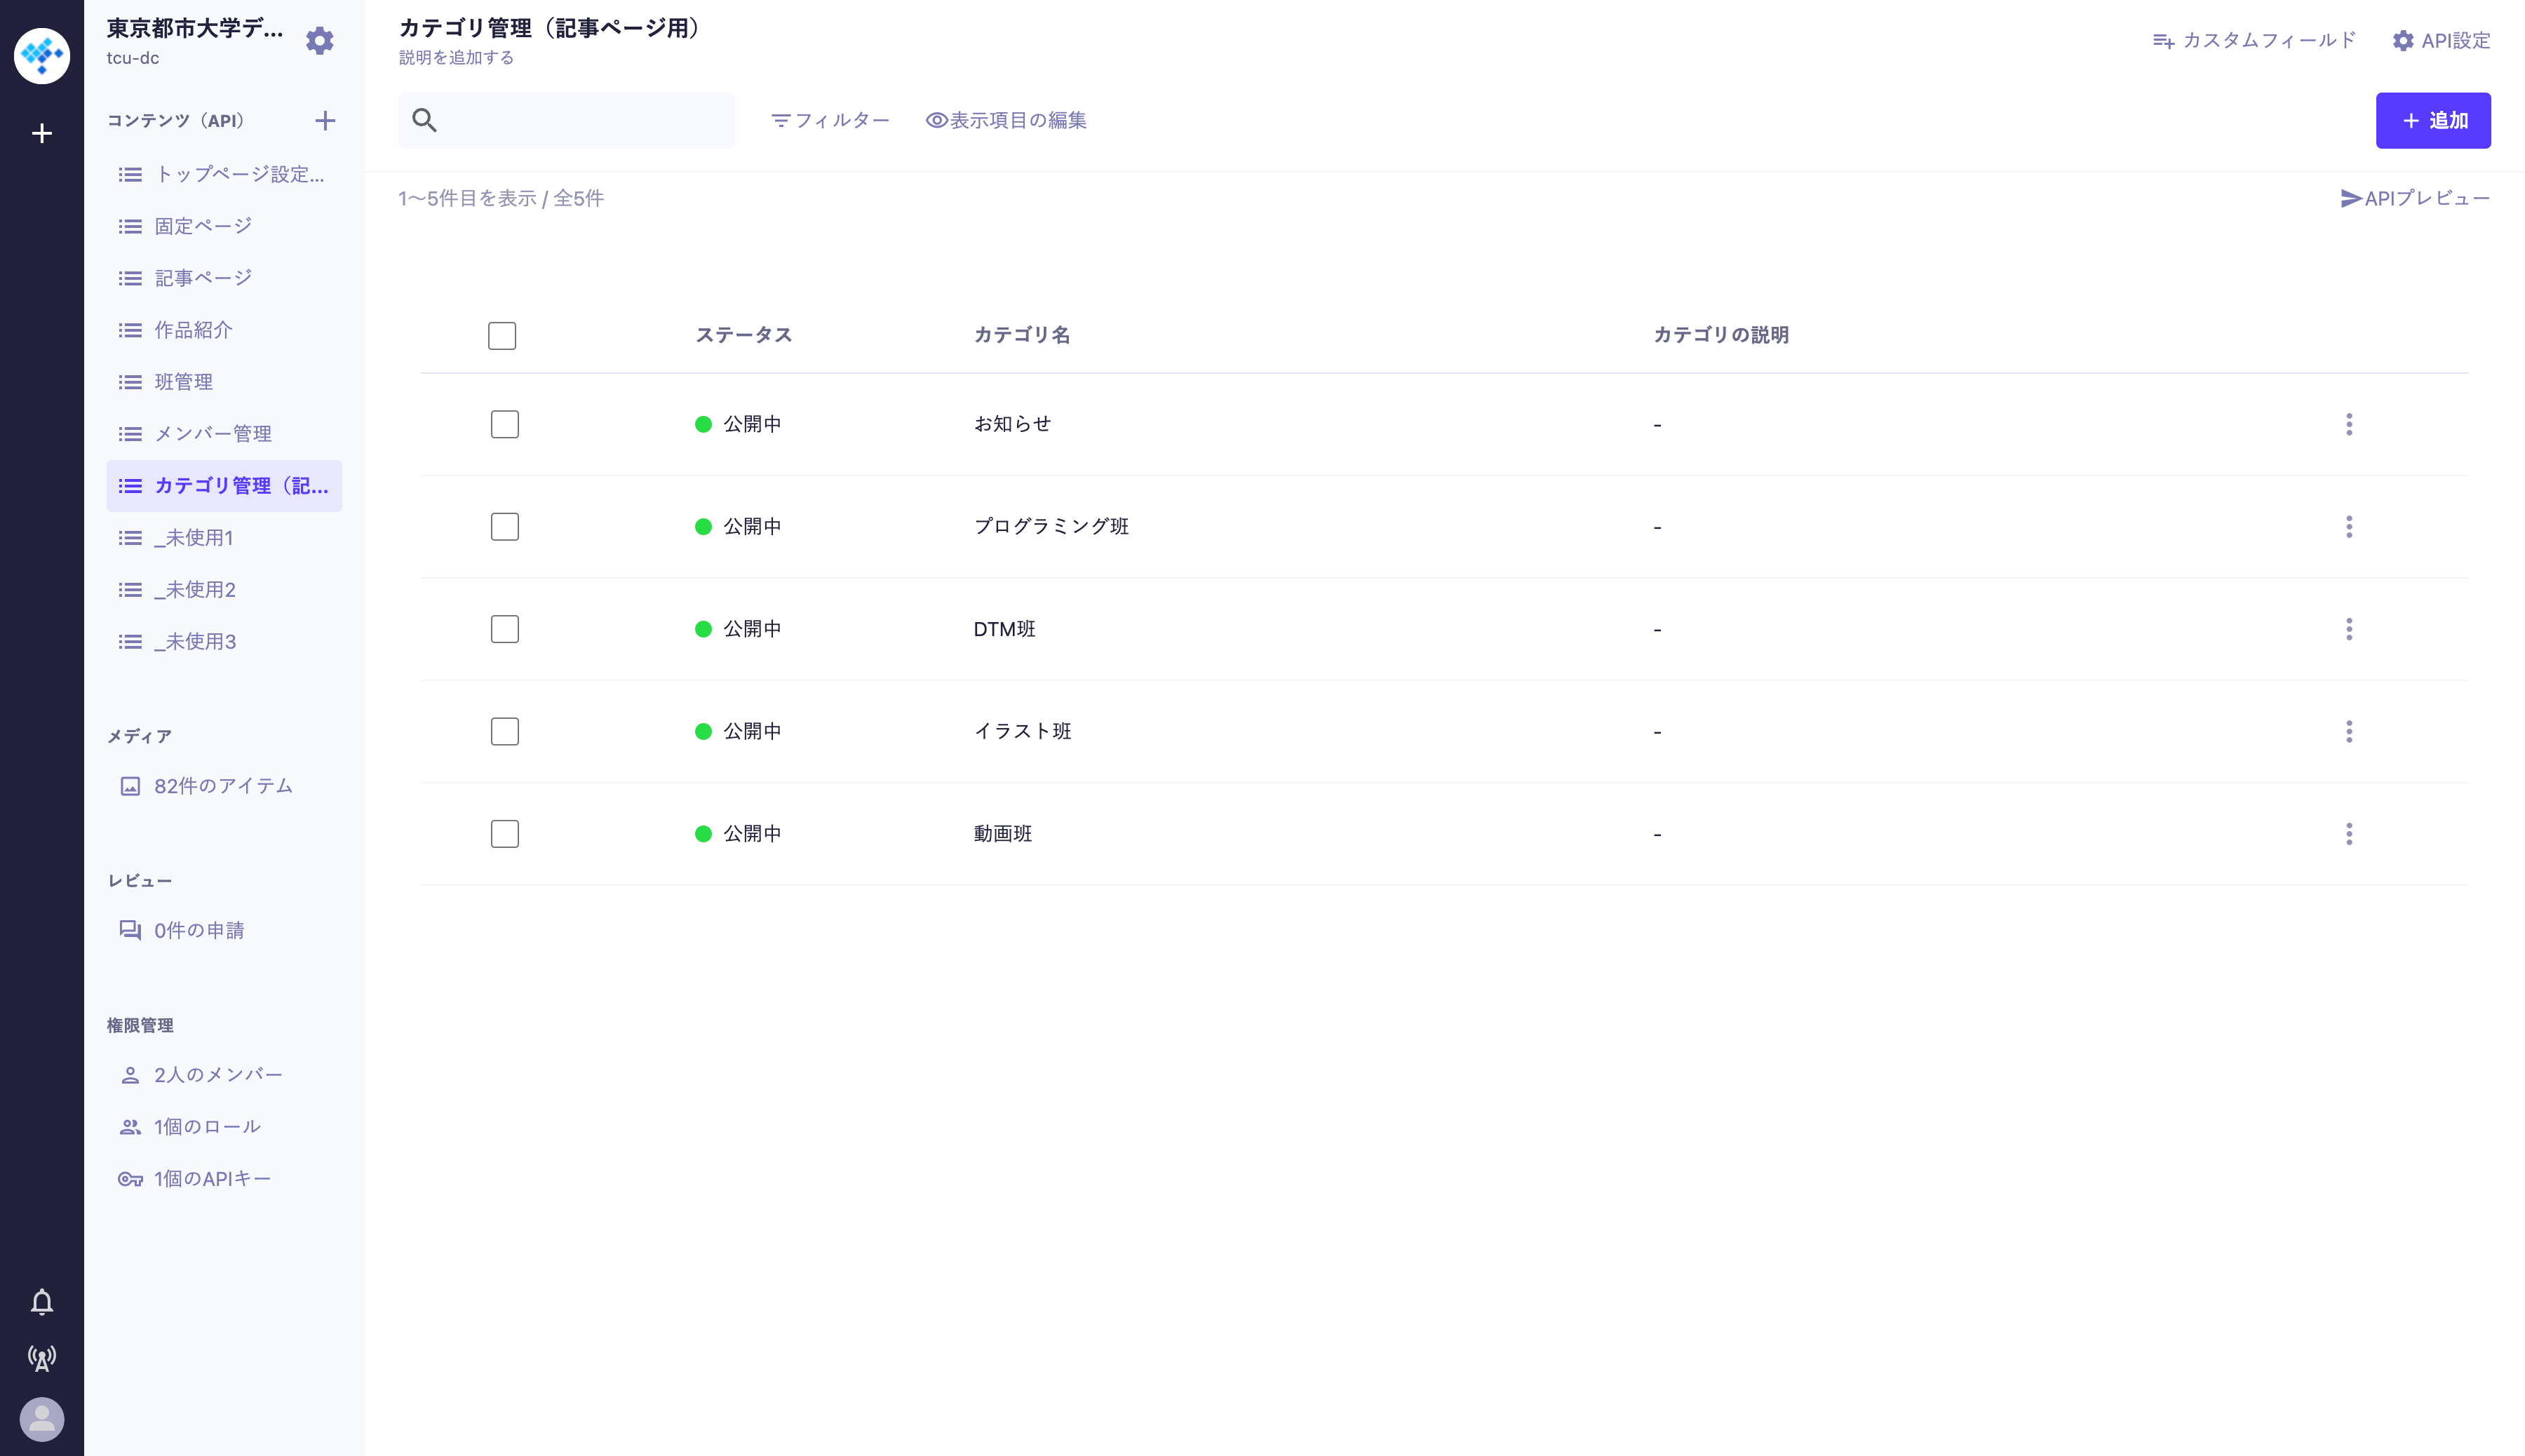 東京都市大学デ...
tcu-dc
コンテンツ（API）
トップページ設定...
固定ページ
記事ページ
作品紹介
班管理
メンバー管理
カテゴリ管理（記...
_未使用1
_未使用2
_未使用3
メディア
82件のアイテム
レビュー
0件の申請
権限管理
2人のメンバー
1個のロール
1個のAPIキー
カテゴリ管理（記事ページ用）
説明を追加する
カスタムフィールド
API設定
フィルター
表示項目の編集
追加
1〜5件目を表示 / 全5件
APIプレビュー
ステータス カテゴリ名 カテゴリの説明
公開中 お知らせ -
公開中 プログラミング班 -
公開中 DTM班 -
公開中 イラスト班 -
公開中 動画班 -